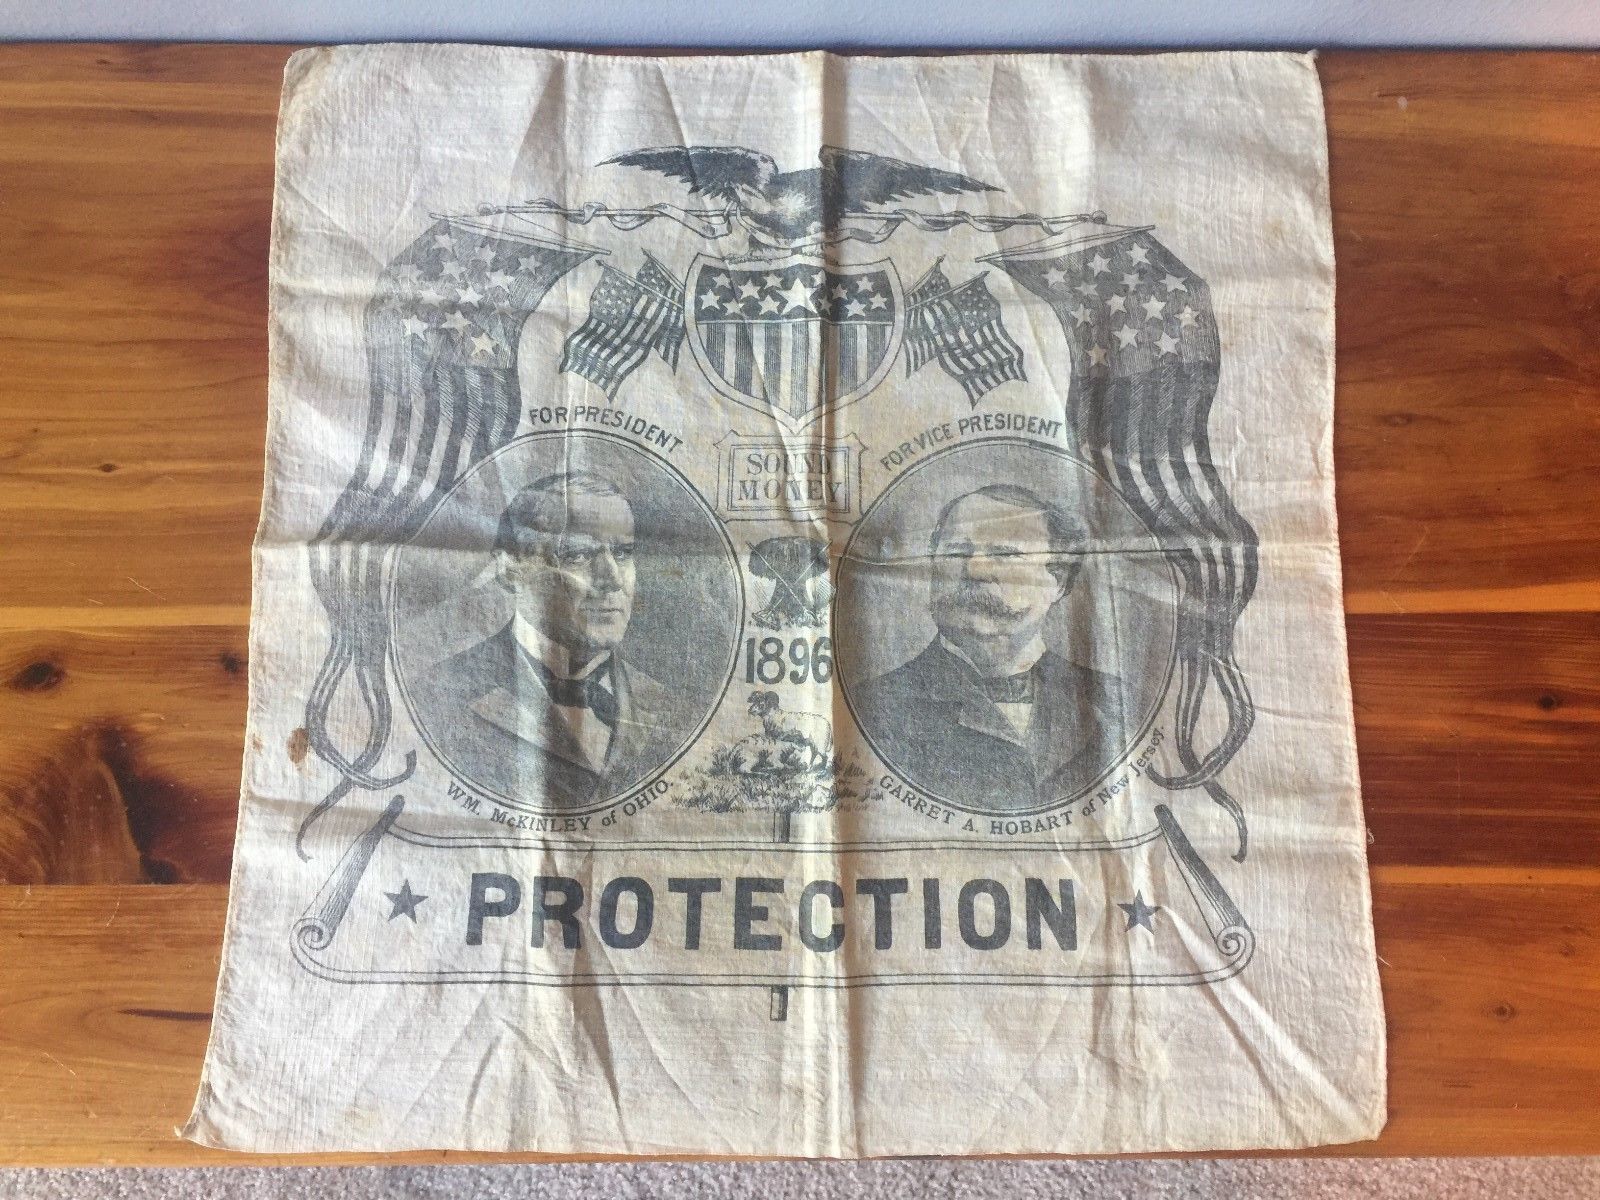 FOR PRESIDENT
FOR VICE PRESIDENT
SOUND
MONEY
1896
WM. McKINLEY of OHIO.
GARRET A. HOBART of New Jersey.
PROTECTION